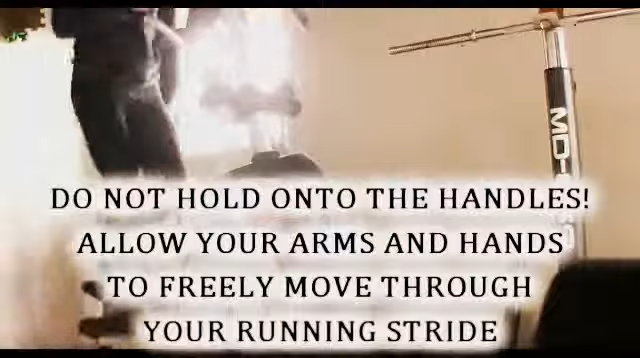 DO NOT HOLD ONTO THE HANDLES!
ALLOW YOUR ARMS AND HANDS
TO FREELY MOVE THROUGH
YOUR RUNNING STRIDE